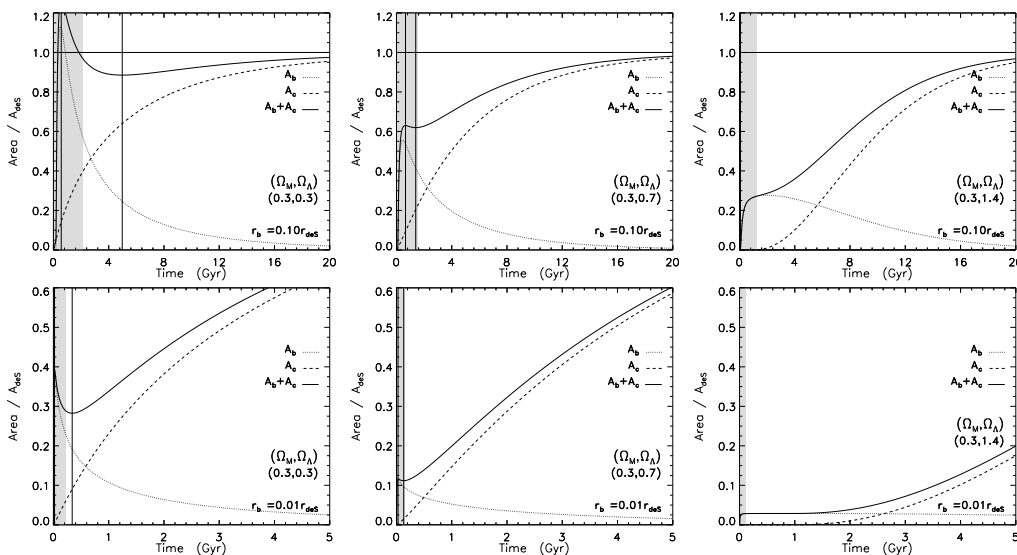 1.2
1.0
0.8
0.6
0.4
0.2
0.0
Area / A_deS
A_b
A_c
A_b+A_c
(Ω_M,Ω_Λ)
(0.3,0.3)
r_b =0.10r_deS
0 4 8 12 16 20
Time (Gyr)
1.2
1.0
0.8
0.6
0.4
0.2
0.0
Area / A_deS
A_b
A_c
A_b+A_c
(Ω_M,Ω_Λ)
(0.3,0.7)
r_b =0.10r_deS
0 4 8 12 16 20
Time (Gyr)
1.2
1.0
0.8
0.6
0.4
0.2
0.0
Area / A_deS
A_b
A_c
A_b+A_c
(Ω_M,Ω_Λ)
(0.3,1.4)
r_b =0.10r_deS
0 4 8 12 16 20
Time (Gyr)
0.6
0.5
0.4
0.3
0.2
0.1
0.0
Area / A_deS
A_b
A_c
A_b+A_c
(Ω_M,Ω_Λ)
(0.3,0.3)
r_b =0.01r_deS
0 1 2 3 4 5
Time (Gyr)
0.6
0.5
0.4
0.3
0.2
0.1
0.0
Area / A_deS
A_b
A_c
A_b+A_c
(Ω_M,Ω_Λ)
(0.3,0.7)
r_b =0.01r_deS
0 1 2 3 4 5
Time (Gyr)
0.6
0.5
0.4
0.3
0.2
0.1
0.0
Area / A_deS
A_b
A_c
A_b+A_c
(Ω_M,Ω_Λ)
(0.3,1.4)
r_b =0.01r_deS
0 1 2 3 4 5
Time (Gyr)